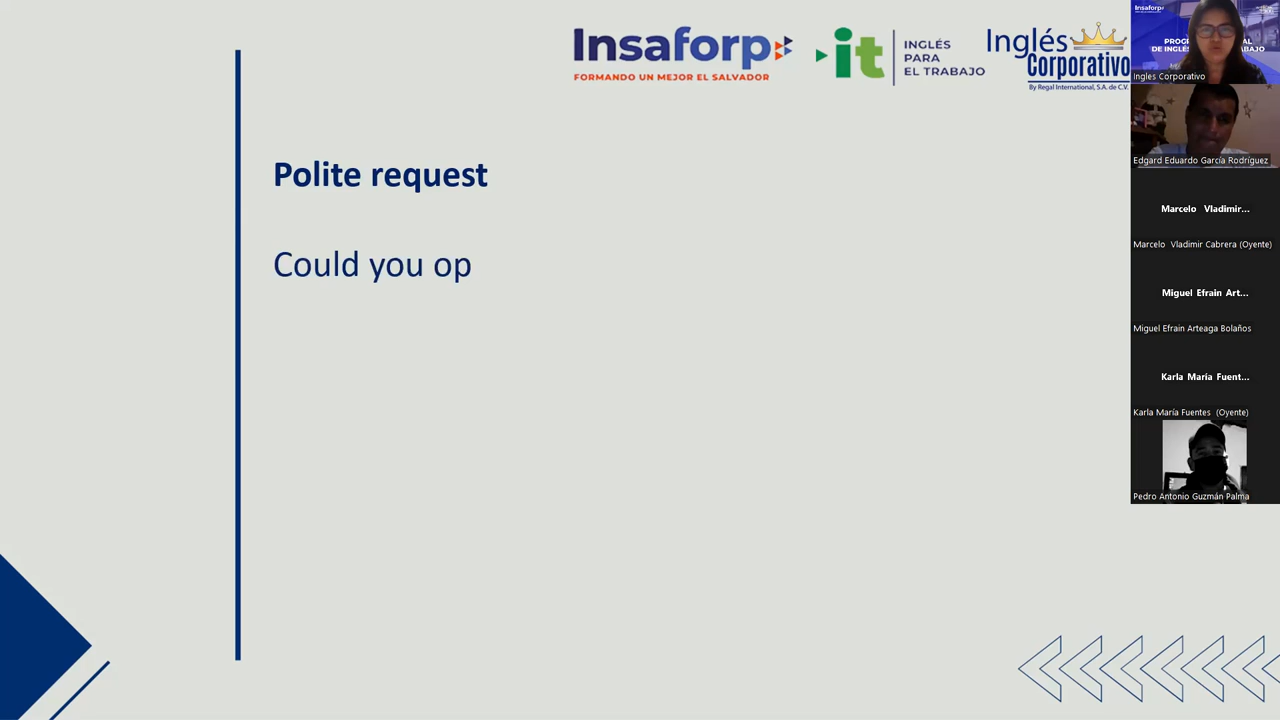 Insaforp
FORMANDO UN MEJOR EL SALVADOR
it
INGLÉS
PARA
EL TRABAJO
Inglés
Corporativo
By Regal International, S.A. de C.V.
Polite request
Could you op
Insaforp
Ingles Corporativo
Edgard Eduardo García Rodríguez
Marcelo Vladimir...
Marcelo Vladimir Cabrera (Oyente)
Miguel Efrain Art...
Miguel Efrain Arteaga Bolaños
Karla María Fuent...
Karla María Fuentes (Oyente)
Pedro Antonio Guzmán Palma